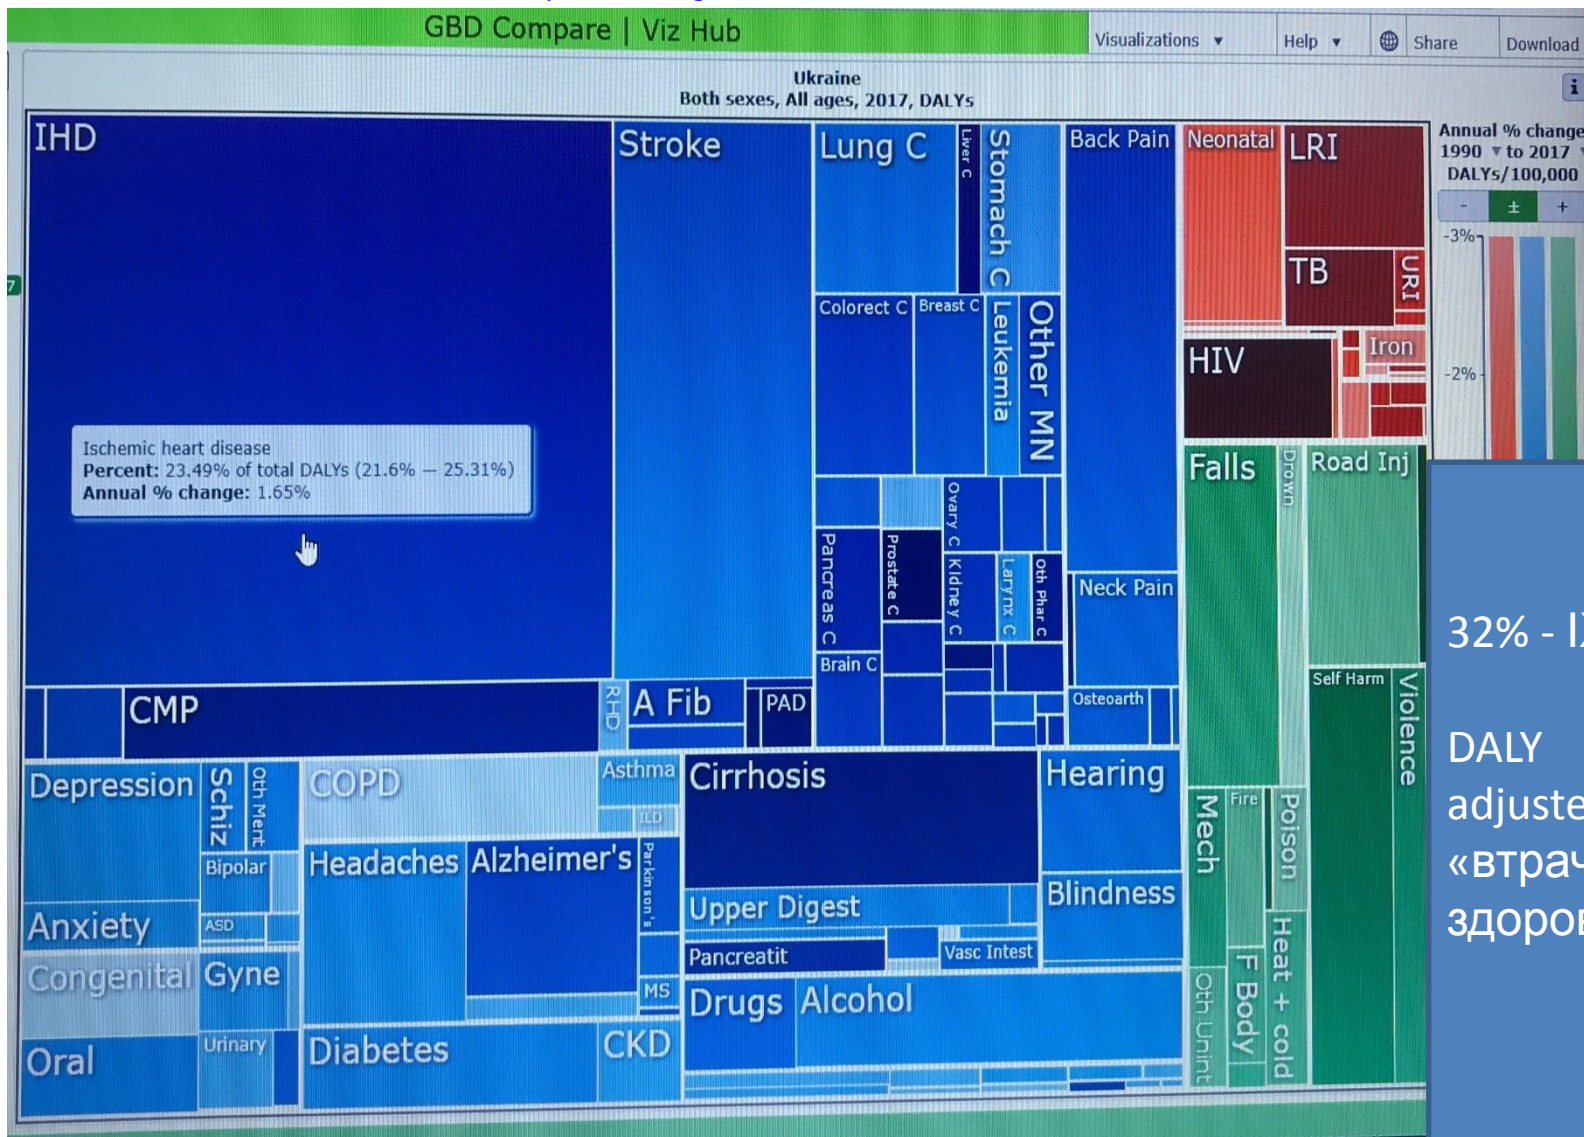 GBD Compare | Viz Hub
Visualizations
Help
Share
Download
Ukraine
Both sexes, All ages, 2017, DALYs
i
Annual % change
1990 to 2017
DALYs/100,000
- ± +
-3%
-2%
7
IHD
Stroke
Lung C
Liver C
Stomach C
Back Pain
Neonatal
LRI
TB
URI
Colorect C
Breast C
Leukemia
Other MN
HIV
Iron
Ischemic heart disease
Percent: 23.49% of total DALYs (21.6% — 25.31%)
Annual % change: 1.65%
Ovary C
Pancreas C
Prostate C
Kidney C
Larynx C
Oth Phar C
Brain C
Neck Pain
Osteoarth
Falls
Drown
Road Inj
Self Harm
Violence
CMP
RHD
A Fib
PAD
Depression
Schiz
Oth Ment
COPD
Asthma
ILD
Cirrhosis
Hearing
Mech
Fire
Poison
Bipolar
Headaches
Alzheimer's
Parkinson's
Upper Digest
Blindness
Anxiety
ASD
Pancreatit
Vasc Intest
Congenital
Gyne
MS
Drugs
Alcohol
Oth Unint
F Body
Heat + cold
Oral
Urinary
Diabetes
CKD
32% -
DALY